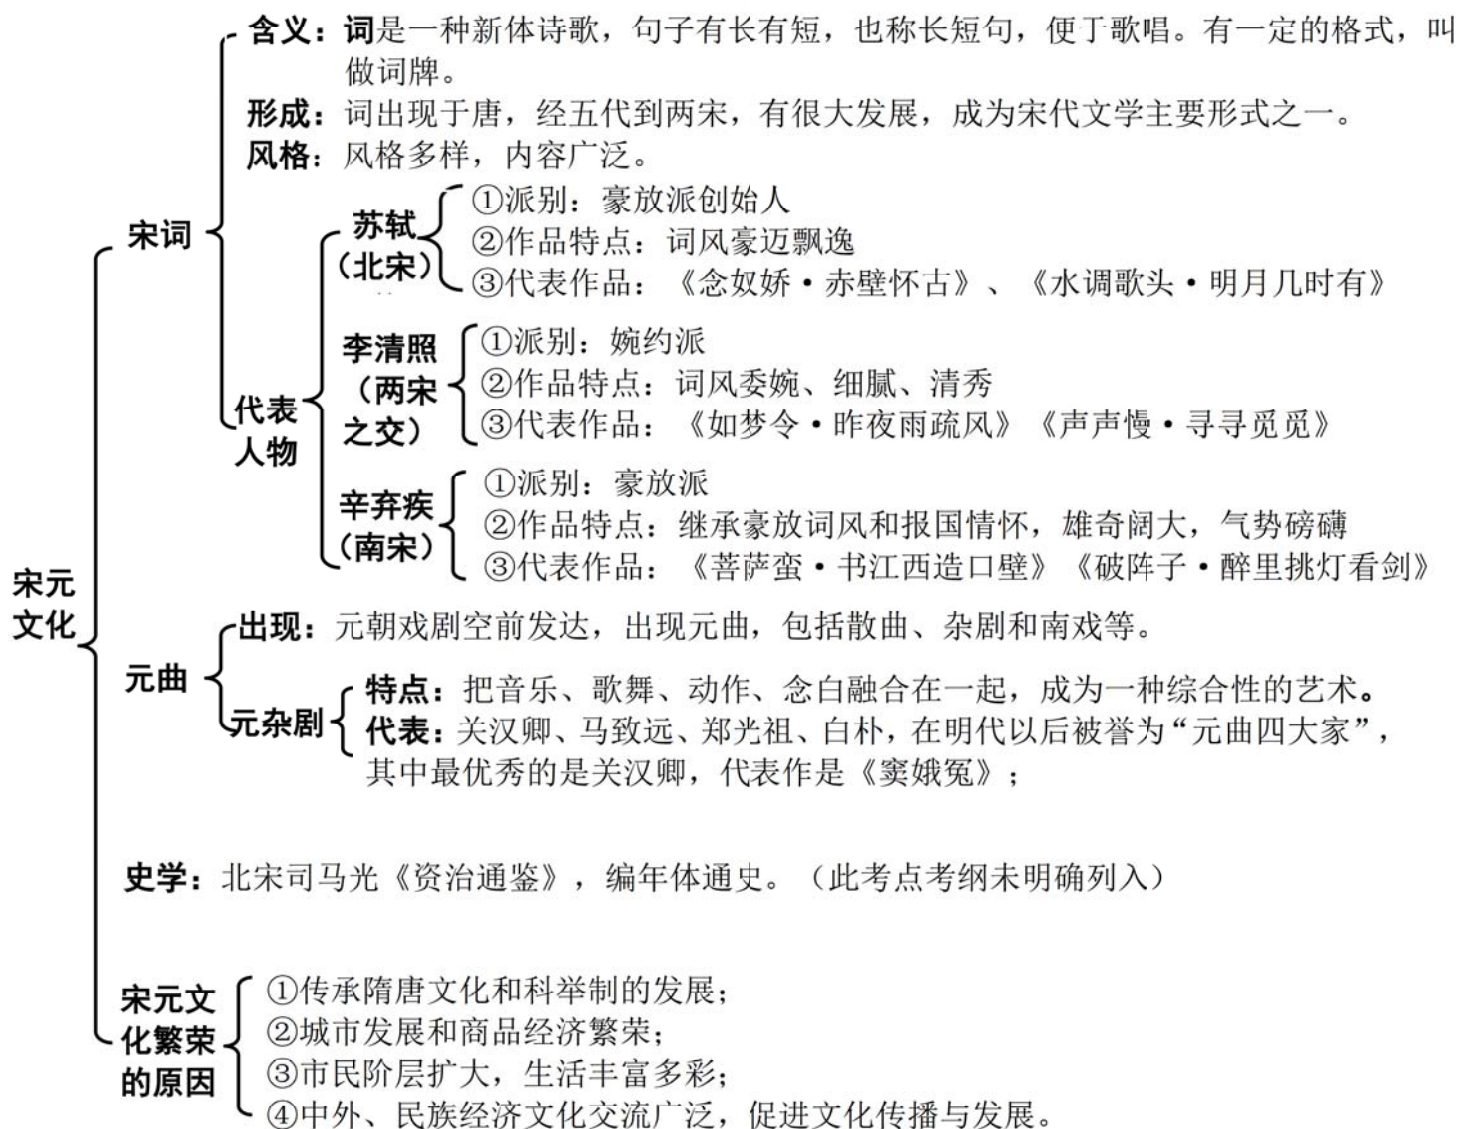 含义：词是一种新体诗歌，句子有长有短，也称长短句，便于歌唱。有一定的格式，叫
做词牌。
形成：词出现于唐，经五代到两宋，有很大发展，成为宋代文学主要形式之一。
风格：风格多样，内容广泛。
宋词
苏轼
（北宋）
①派别：豪放派创始人
②作品特点：词风豪迈飘逸
③代表作品：《念奴娇·赤壁怀古》、《水调歌头·明月几时有》
代表
人物
李清照
（两宋
之交）
①派别：婉约派
②作品特点：词风委婉、细腻、清秀
③代表作品：《如梦令·昨夜雨疏风》《声声慢·寻寻觅觅》
辛弃疾
（南宋）
①派别：豪放派
②作品特点：继承豪放词风和报国情怀，雄奇阔大，气势磅礴
③代表作品：《菩萨蛮·书江西造口壁》《破阵子·醉里挑灯看剑》
宋元
文化
元曲
出现：元朝戏剧空前发达，出现元曲，包括散曲、杂剧和南戏等。
元杂剧
特点：把音乐、歌舞、动作、念白融合在一起，成为一种综合性的艺术。
代表：关汉卿、马致远、郑光祖、白朴，在明代以后被誉为“元曲四大家”，
其中最优秀的是关汉卿，代表作是《窦娥冤》；
史学：北宋司马光《资治通鉴》，编年体通史。（此考点考纲未明确列入）
宋元文
化繁荣
的原因
①传承隋唐文化和科举制的发展；
②城市发展和商品经济繁荣；
③市民阶层扩大，生活丰富多彩；
④中外、民族经济文化交流广泛，促进文化传播与发展。